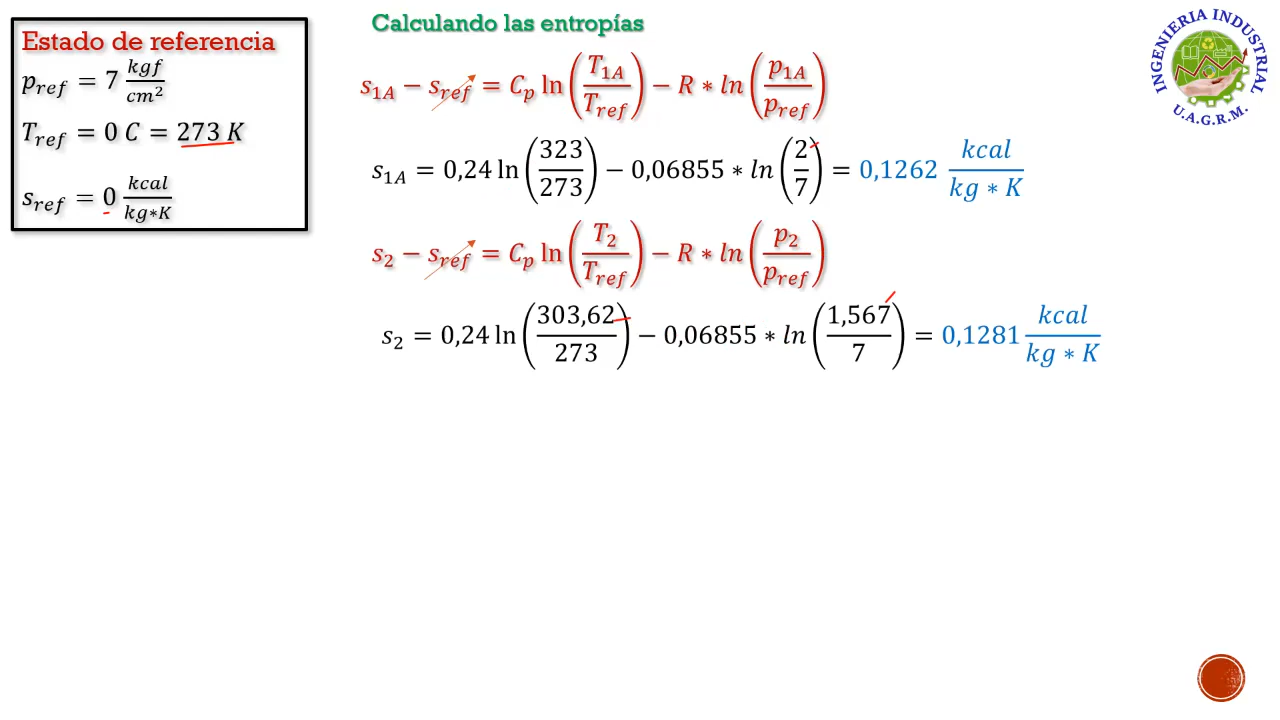 Estado de referencia
p_ref = 7 kgf/cm²
T_ref = 0 C = 273 K
s_ref = 0 kcal/kg∗K
Calculando las entropías
s_1A − s_ref = C_p ln (T_1A/T_ref) − R ∗ ln (p_1A/p_ref)
s_1A = 0,24 ln (323/273) − 0,06855 ∗ ln (2/7) = 0,1262 kcal/kg ∗ K
s_2 − s_ref = C_p ln (T_2/T_ref) − R ∗ ln (p_2/p_ref)
s_2 = 0,24 ln (303,62/273) − 0,06855 ∗ ln (1,567/7) = 0,1281 kcal/kg ∗ K
INGENIERIA INDUSTRIAL
U.A.G.R.M.